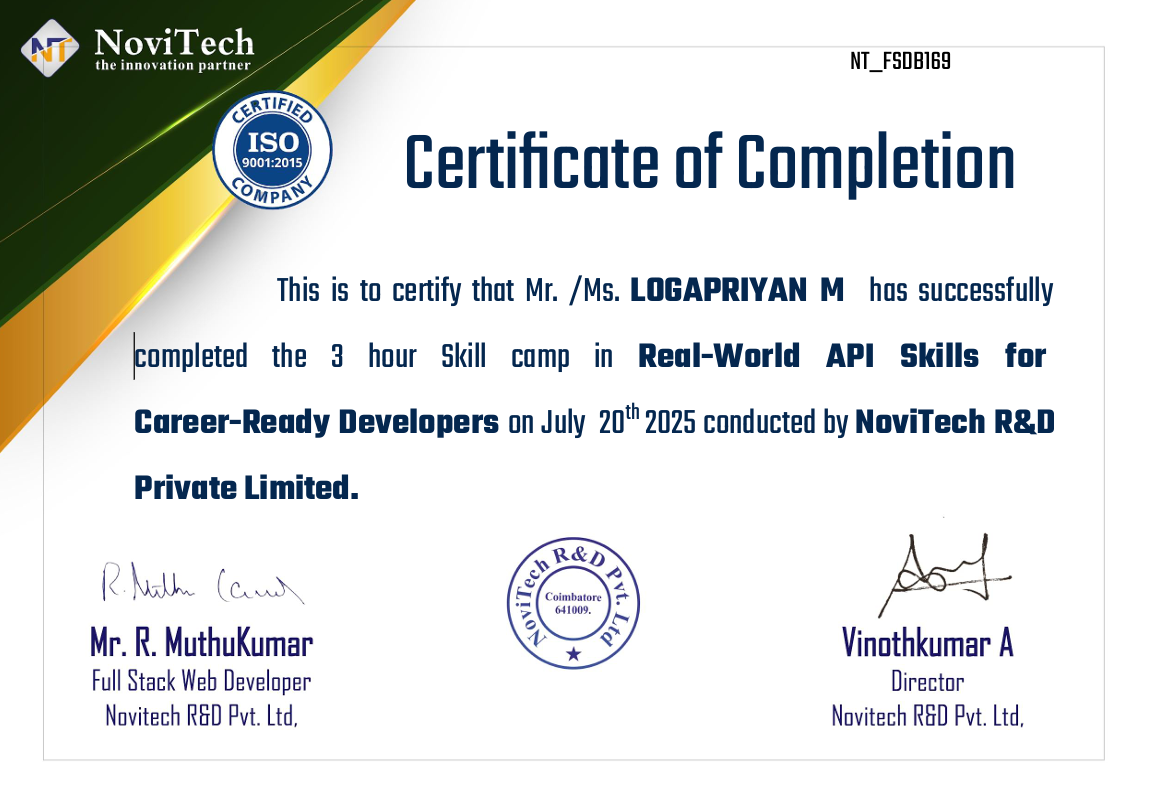 NT
NoviTech
the innovation partner
NT_FSDB169
CERTIFIED
ISO
9001:2015
COMPANY
Certificate of Completion
This is to certify that Mr. /Ms. LOGAPRIYAN M has successfully
completed the 3 hour Skill camp in Real-World API Skills for
Career-Ready Developers on July 20th 2025 conducted by NoviTech R&D
Private Limited.
NoviTech R&D Pvt. Ltd
Coimbatore
641009.
R. Muthu
Mr. R. MuthuKumar
Full Stack Web Developer
Novitech R&D Pvt. Ltd,
Vinothkumar A
Director
Novitech R&D Pvt. Ltd,